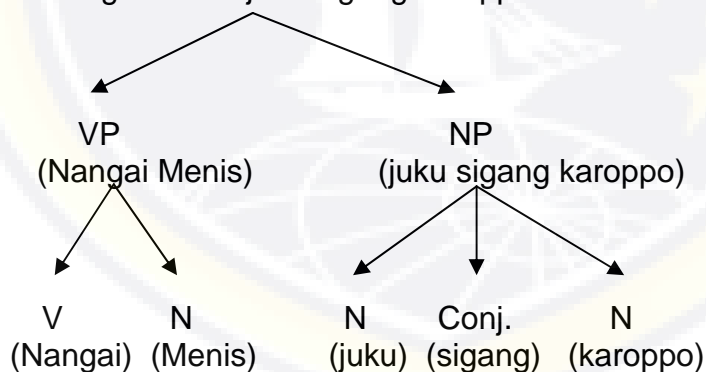 VP NP
(Nangai Menis) (juku sigang karoppo)
V N N Conj. N
(Nangai) (Menis) (juku) (sigang) (karoppo)